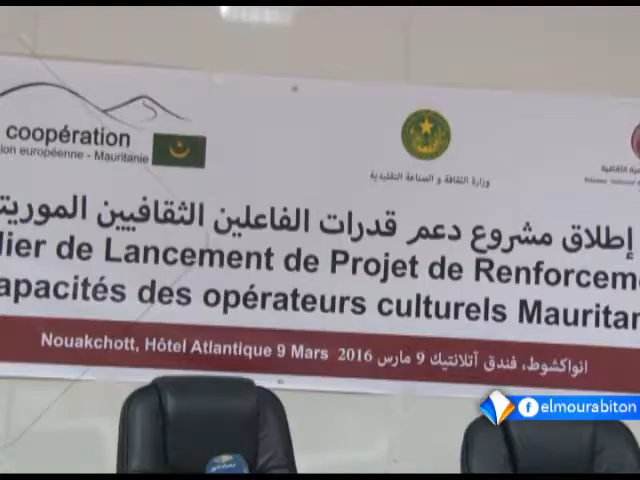 coopération
ion européenne - Mauritanie
وزارة الثقافة و الصناعة التقليدية
إطلاق مشروع دعم قدرات الفاعلين الثقافيين الموريت
lier de Lancement de Projet de Renforceme
apacités des opérateurs culturels Mauritan
Nouakchott, Hôtel Atlantique 9 Mars 2016 انواكشوط، فندق آتلانتيك 9 مارس
elmourabiton